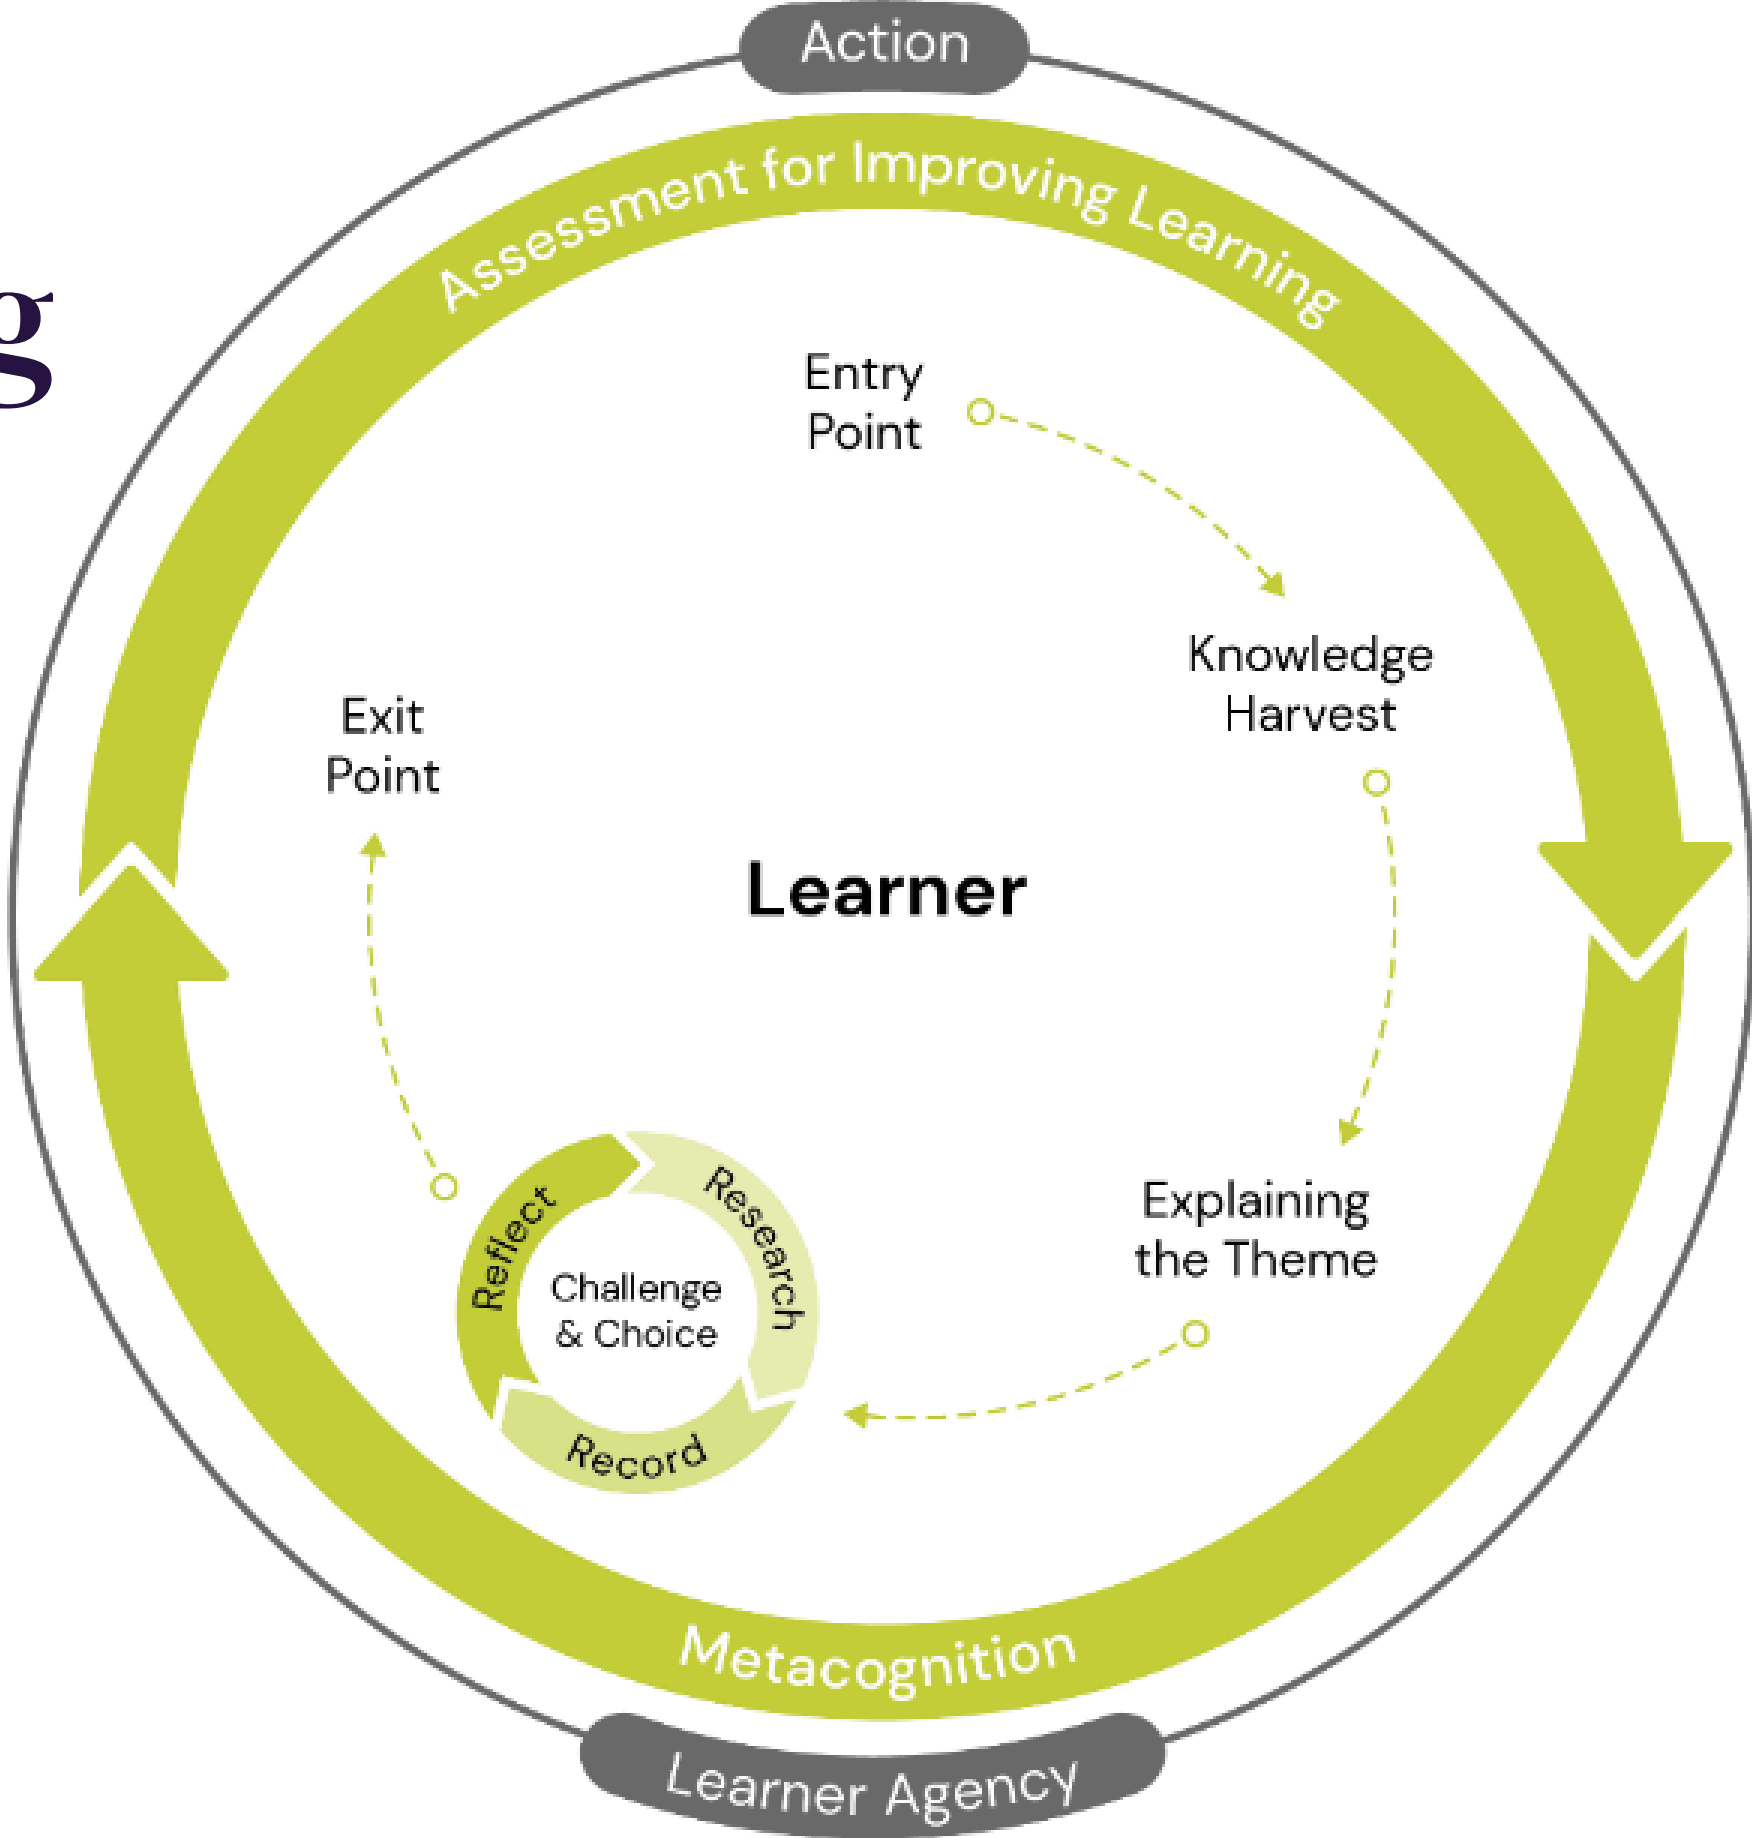 Action
Assessment for Improving Learning
g
Entry
Point
Knowledge
Harvest
Exit
Point
Learner
Explaining
the Theme
Reflect
Research
Challenge
& Choice
Record
Metacognition
Learner Agency